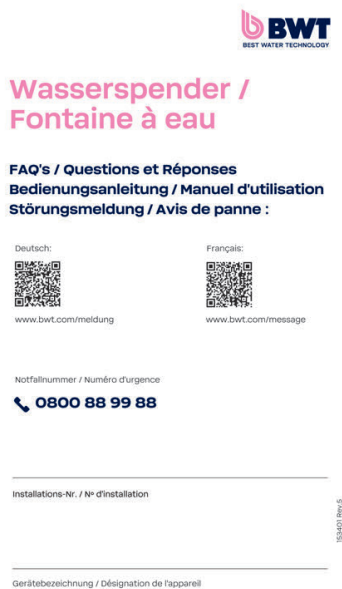 BWT
BEST WATER TECHNOLOGY
Wasserspender /
Fontaine à eau
FAQ's / Questions et Réponses
Bedienungsanleitung / Manuel d'utilisation
Störungsmeldung / Avis de panne :
Deutsch:
Français:
www.bwt.com/meldung
www.bwt.com/message
Notfallnummer / Numéro d'urgence
0800 88 99 88
Installations-Nr. / Nº d'installation
153401 Rev.5
Gerätebezeichnung / Désignation de l'appareil